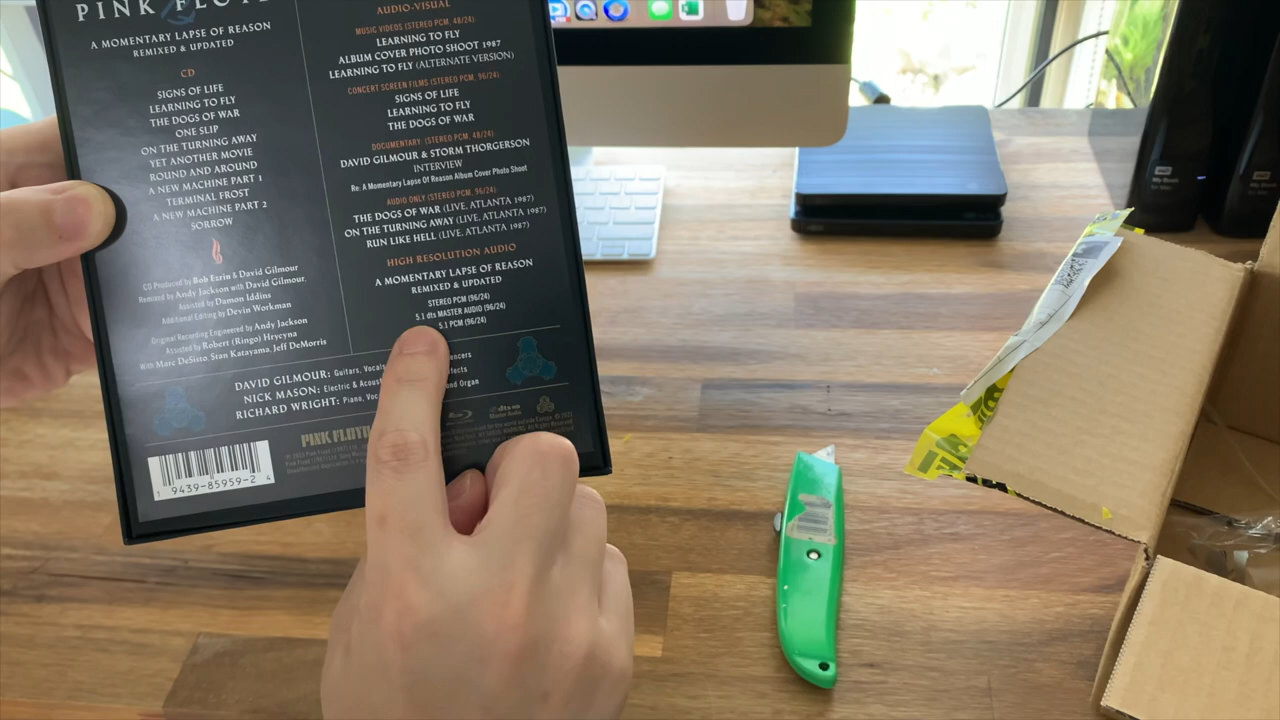 PINK FLOYD
A MOMENTARY LAPSE OF REASON
REMIXED & UPDATED
CD
SIGNS OF LIFE
LEARNING TO FLY
THE DOGS OF WAR
ONE SLIP
ON THE TURNING AWAY
YET ANOTHER MOVIE
ROUND AND AROUND
A NEW MACHINE PART 1
TERMINAL FROST
A NEW MACHINE PART 2
SORROW
CD Produced by Bob Ezrin & David Gilmour
Remixed by Andy Jackson with David Gilmour,
Assisted by Damon Iddins
Additional Editing by Devin Workman
Original Recording Engineered by Andy Jackson
Assisted by Robert (Ringo) Hrycyna
With Marc DeSisto, Stan Katayama, Jeff DeMorris
AUDIO-VISUAL
MUSIC VIDEOS (STEREO PCM, 48/24)
LEARNING TO FLY
ALBUM COVER PHOTO SHOOT 1987
LEARNING TO FLY (ALTERNATE VERSION)
CONCERT SCREEN FILMS (STEREO PCM, 96/24)
SIGNS OF LIFE
LEARNING TO FLY
THE DOGS OF WAR
DOCUMENTARY: (STEREO PCM, 48/24)
DAVID GILMOUR & STORM THORGERSON
INTERVIEW
Re: A Momentary Lapse Of Reason Album Cover Photo Shoot
AUDIO ONLY (STEREO PCM, 96/24)
THE DOGS OF WAR (LIVE, ATLANTA 1987)
ON THE TURNING AWAY (LIVE, ATLANTA 1987)
RUN LIKE HELL (LIVE, ATLANTA 1987)
HIGH RESOLUTION AUDIO
A MOMENTARY LAPSE OF REASON
REMIXED & UPDATED
STEREO PCM (96/24)
5.1 dts MASTER AUDIO (96/24)
5.1 PCM (96/24)
DAVID GILMOUR: Guitars, Vocals
NICK MASON: Electric & Acoust
RICHARD WRIGHT: Piano, Voc
PINK FLOYD
dts HD
Master Audio
1 9439-85959-2 4
WD
My Book